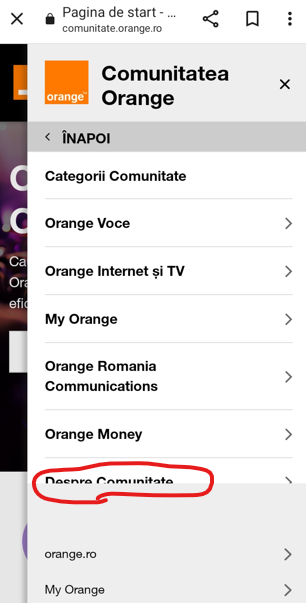 Pagina de start - ...
comunitate.orange.ro
orange™
Comunitatea
Orange
ÎNAPOI
Categorii Comunitate
Orange Voce
Orange Internet și TV
My Orange
Orange Romania
Communications
Orange Money
Despre Comunitate
orange.ro
My Orange